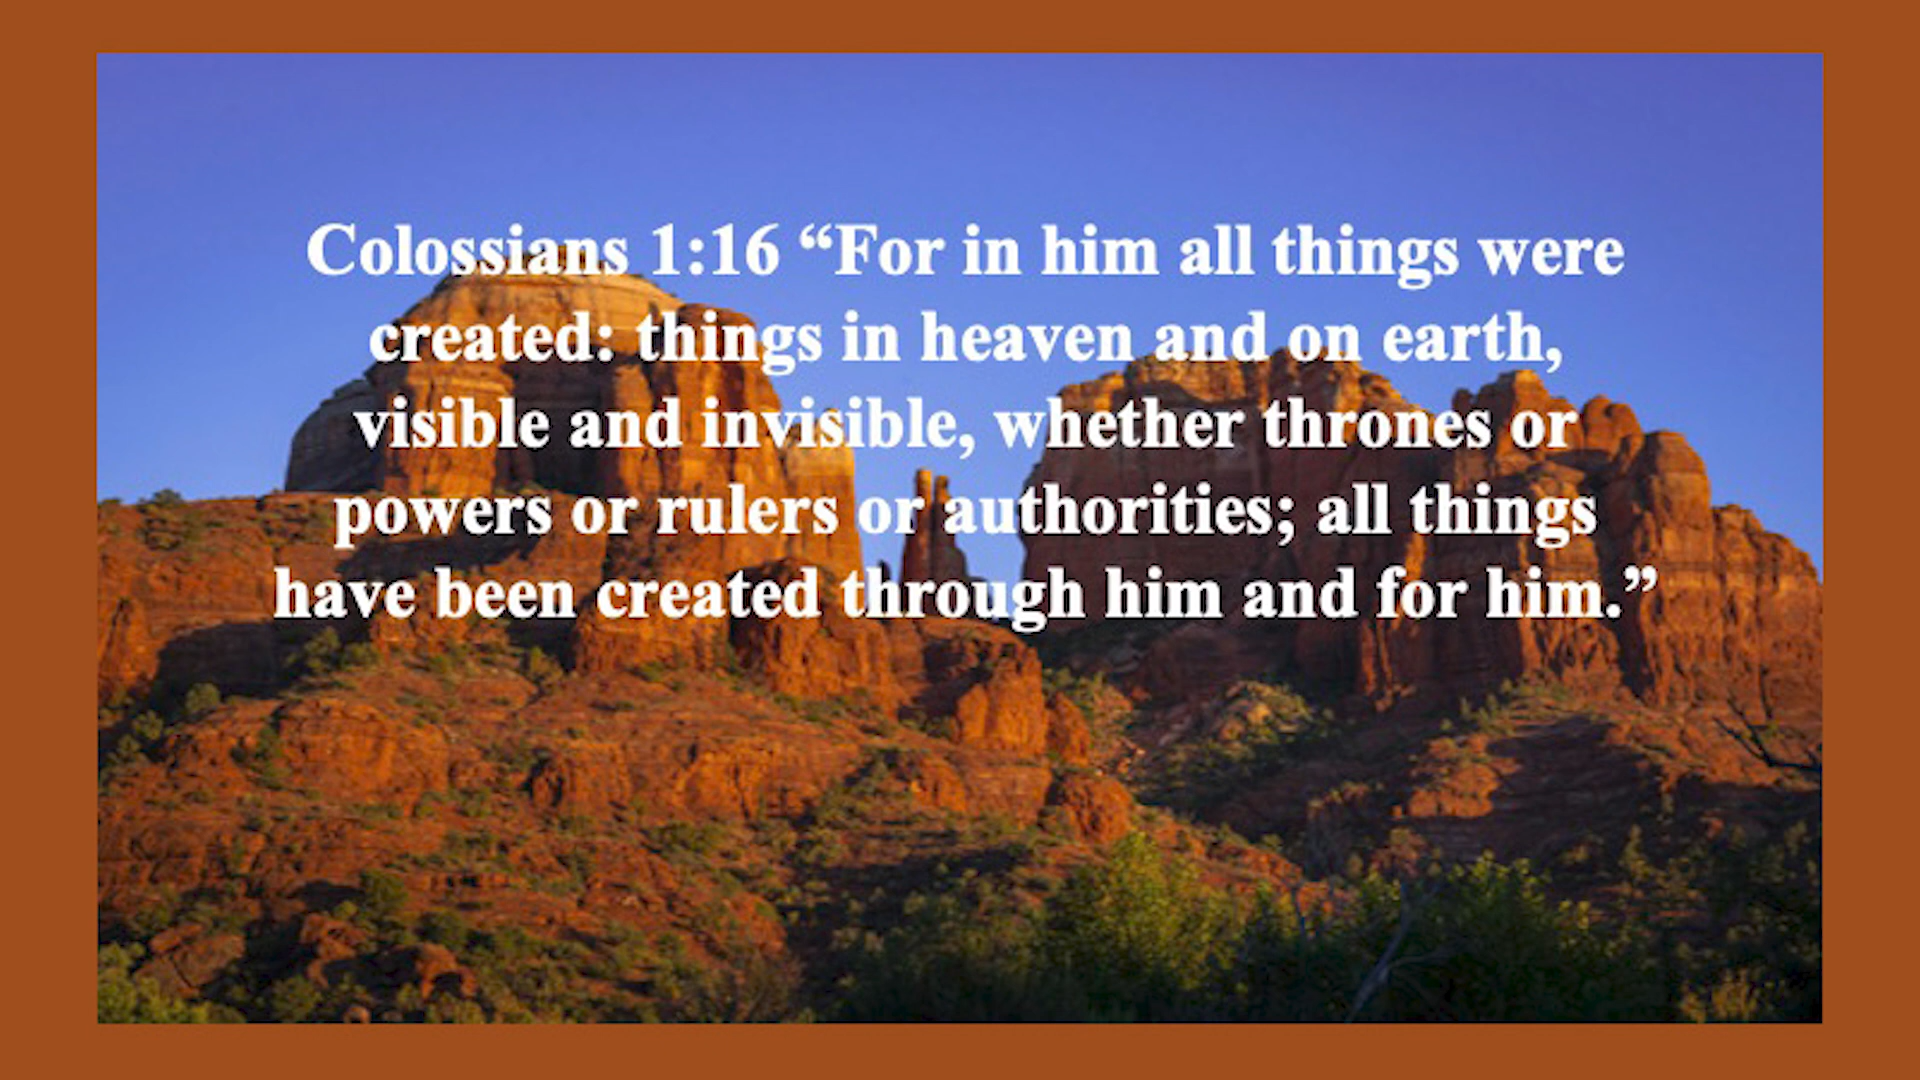 Colossians 1:16 “For in him all things were
created: things in heaven and on earth,
visible and invisible, whether thrones or
powers or rulers or authorities; all things
have been created through him and for him.”